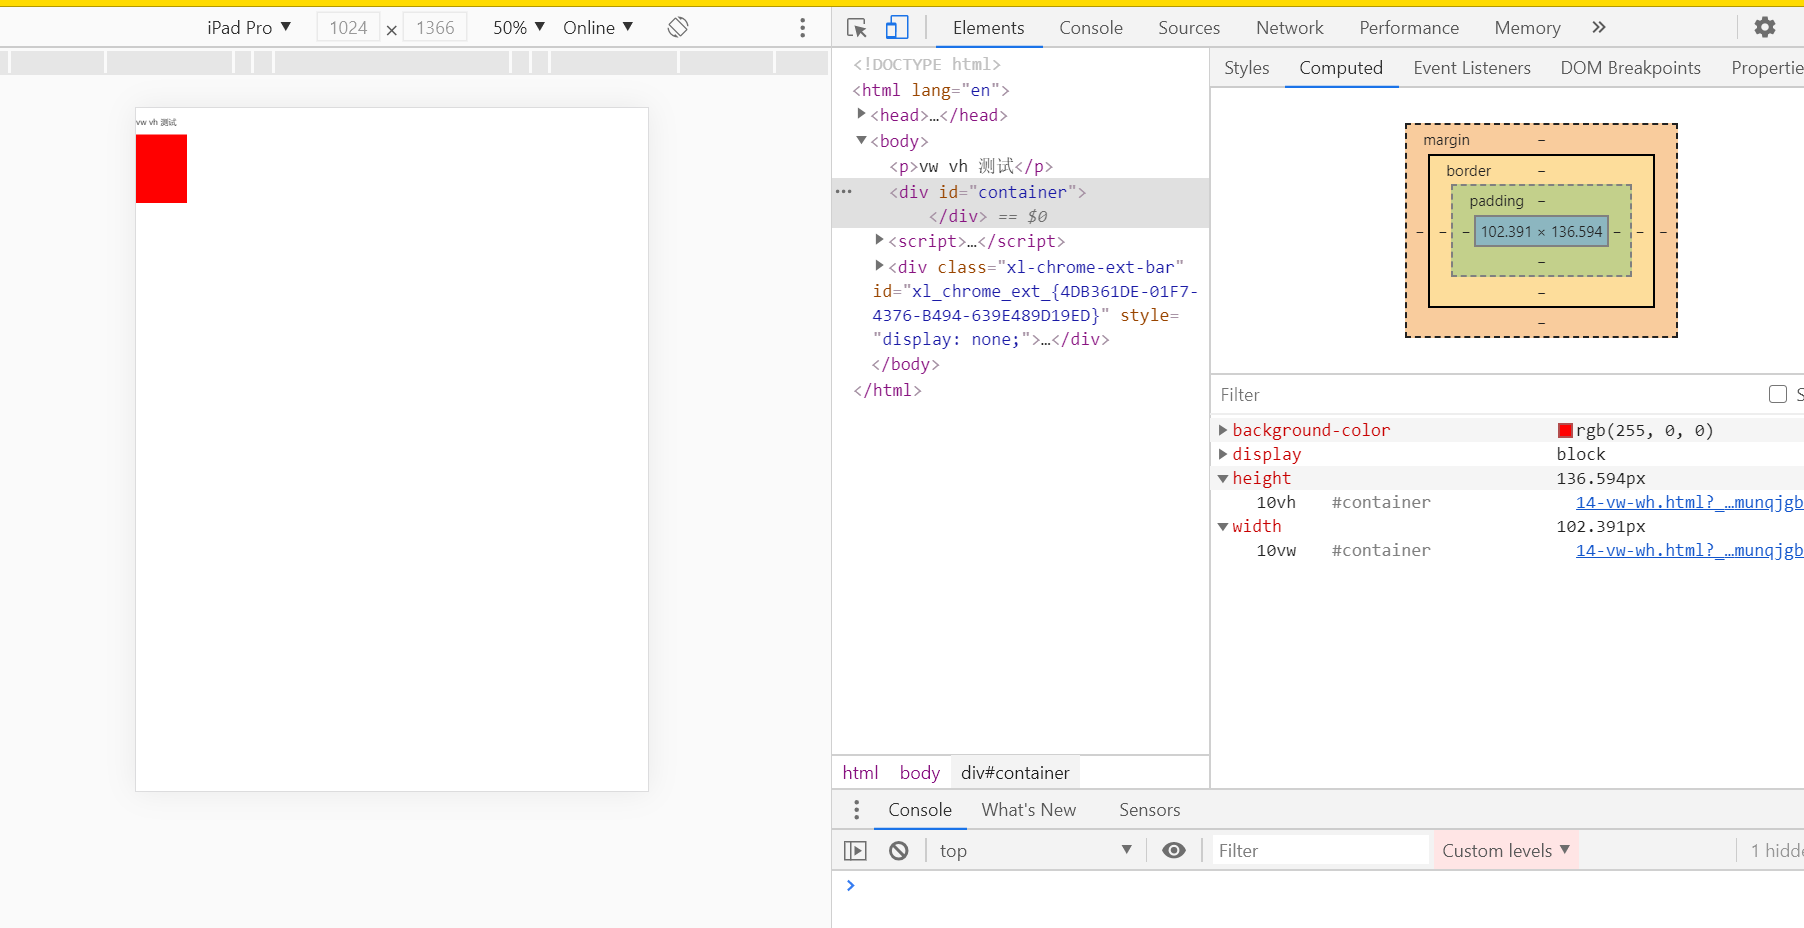 iPad Pro ▼ 1024 × 1366 50% ▼ Online ▼
vw vh 测试
Elements Console Sources Network Performance Memory »
<!DOCTYPE html>
<html lang="en">
<head>…</head>
<body>
<p>vw vh 测试</p>
<div id="container">
</div> == $0
<script>…</script>
<div class="xl-chrome-ext-bar"
id="xl_chrome_ext_{4DB361DE-01F7-
4376-B494-639E489D19ED}" style=
"display: none;">…</div>
</body>
</html>
html body div#container
Styles Computed Event Listeners DOM Breakpoints Propertie
margin –
border –
padding –
– – – 102.391 × 136.594 – – –
–
–
–
Filter S
background-color rgb(255, 0, 0)
display block
height 136.594px
10vh #container 14-vw-wh.html?_…munqjgb
width 102.391px
10vw #container 14-vw-wh.html?_…munqjgb
Console What's New Sensors
top ▼ Filter Custom levels ▼ 1 hidde
>